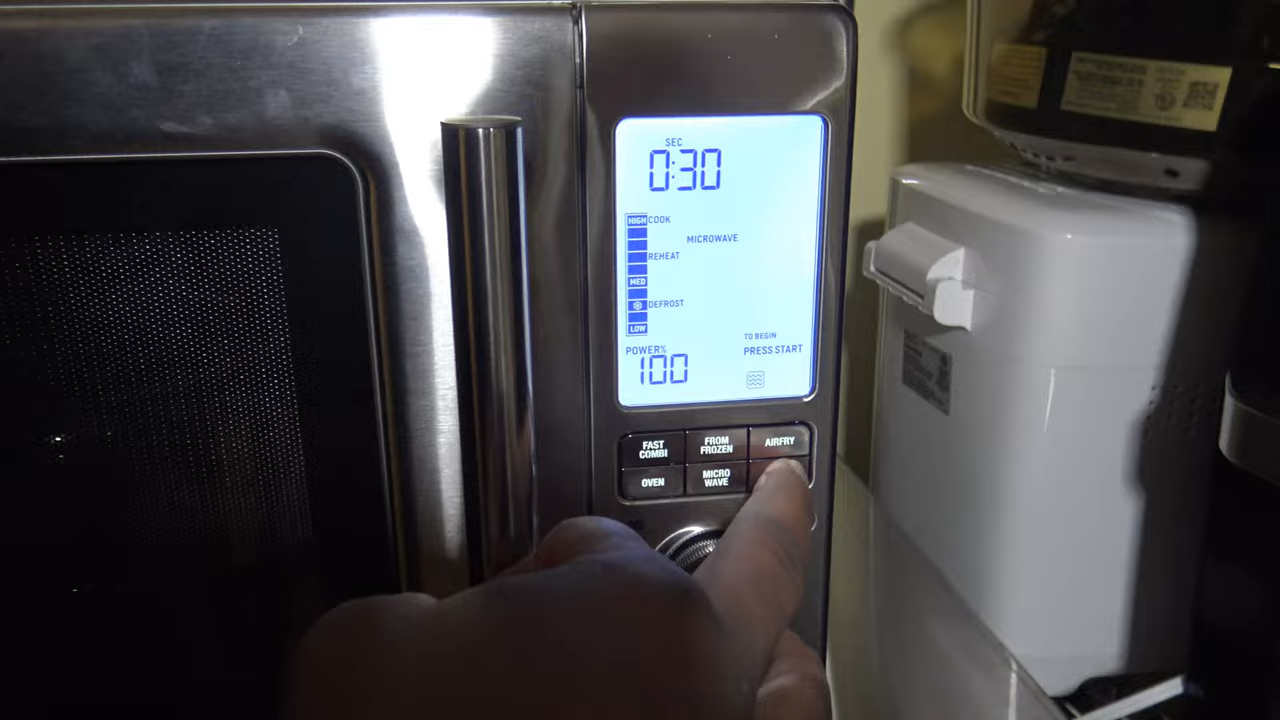 SEC
0:30
HIGH COOK
MICROWAVE
REHEAT
MED
DEFROST
LOW
POWER%
100
TO BEGIN
PRESS START
FAST COMBI
FROM FROZEN
AIRFRY
OVEN
MICRO WAVE